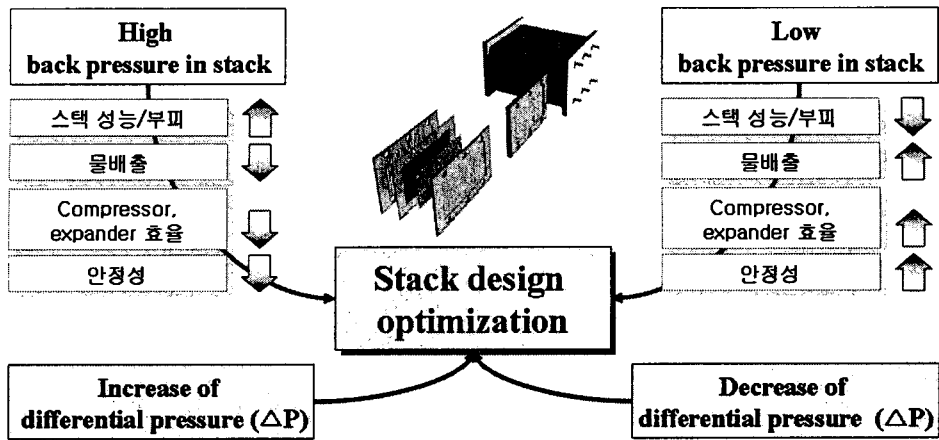 High
back pressure in stack
스택 성능/부피
물배출
Compressor,
expander 효율
안정성
Low
back pressure in stack
스택 성능/부피
물배출
Compressor,
expander 효율
안정성
Stack design
optimization
Increase of
differential pressure (△P)
Decrease of
differential pressure (△P)